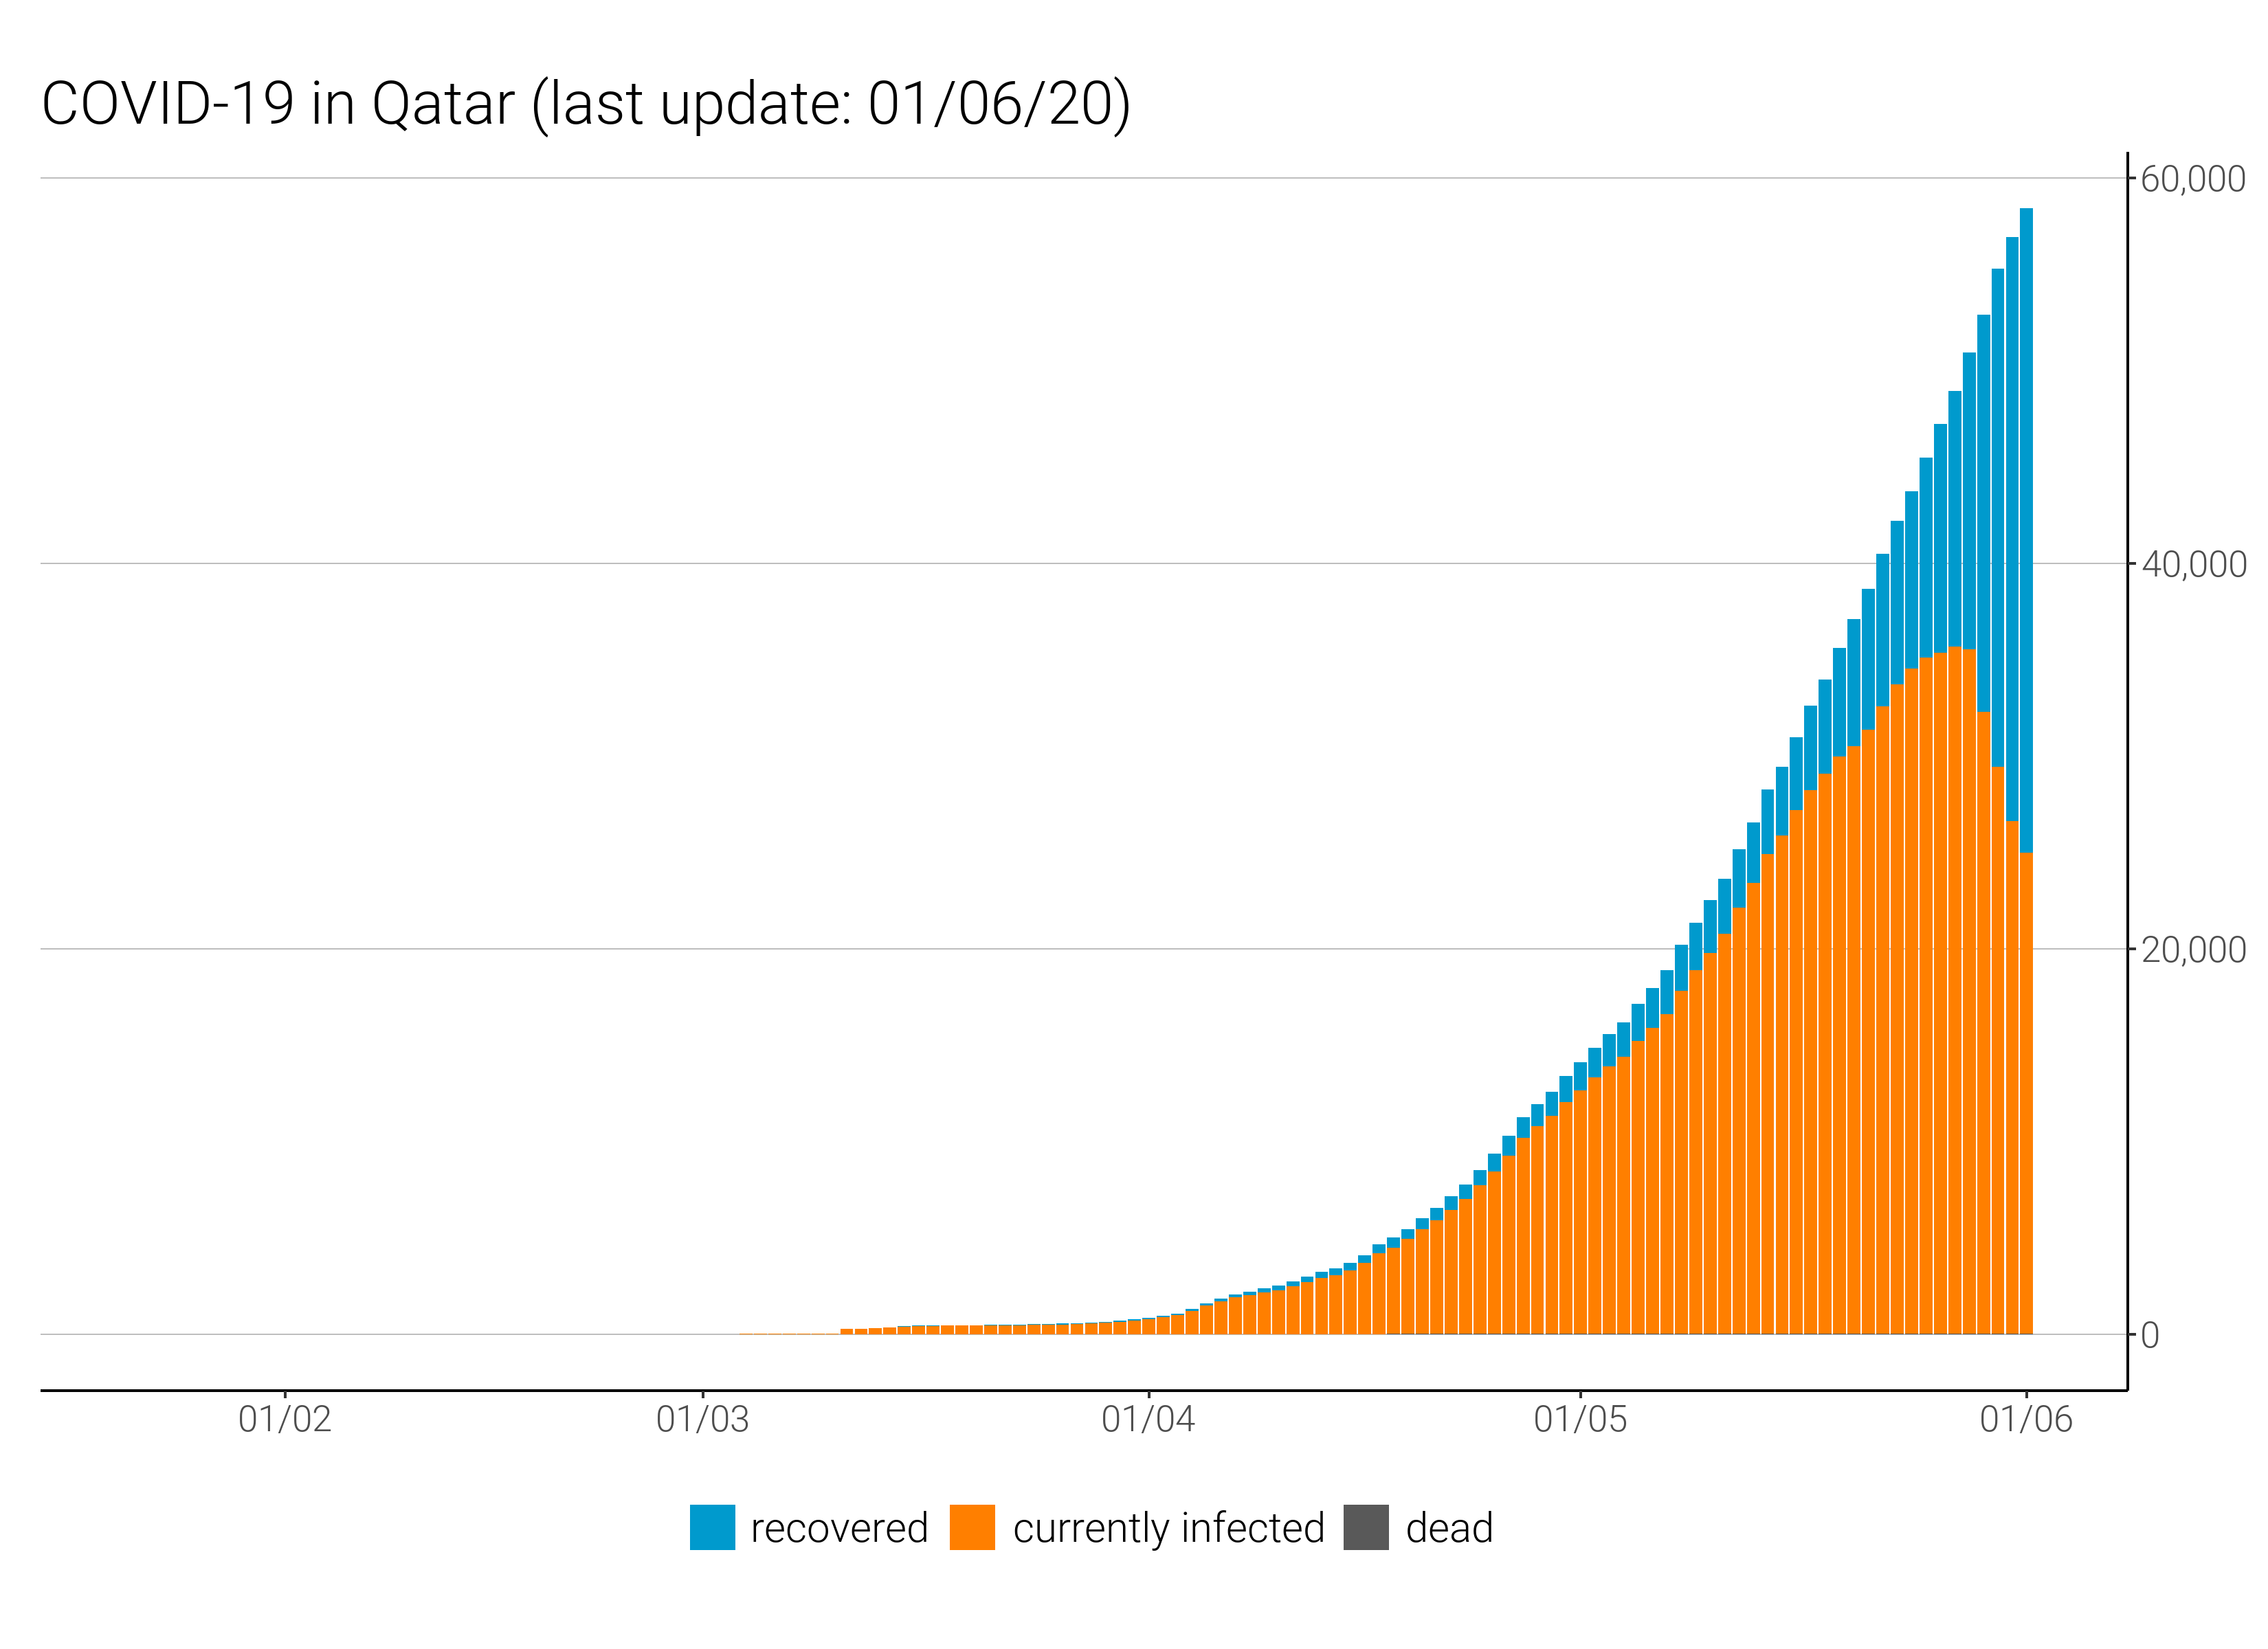 COVID-19 in Qatar (last update: 01/06/20)
60,000
40,000
20,000
0
01/02 01/03 01/04 01/05 01/06
recovered currently infected dead